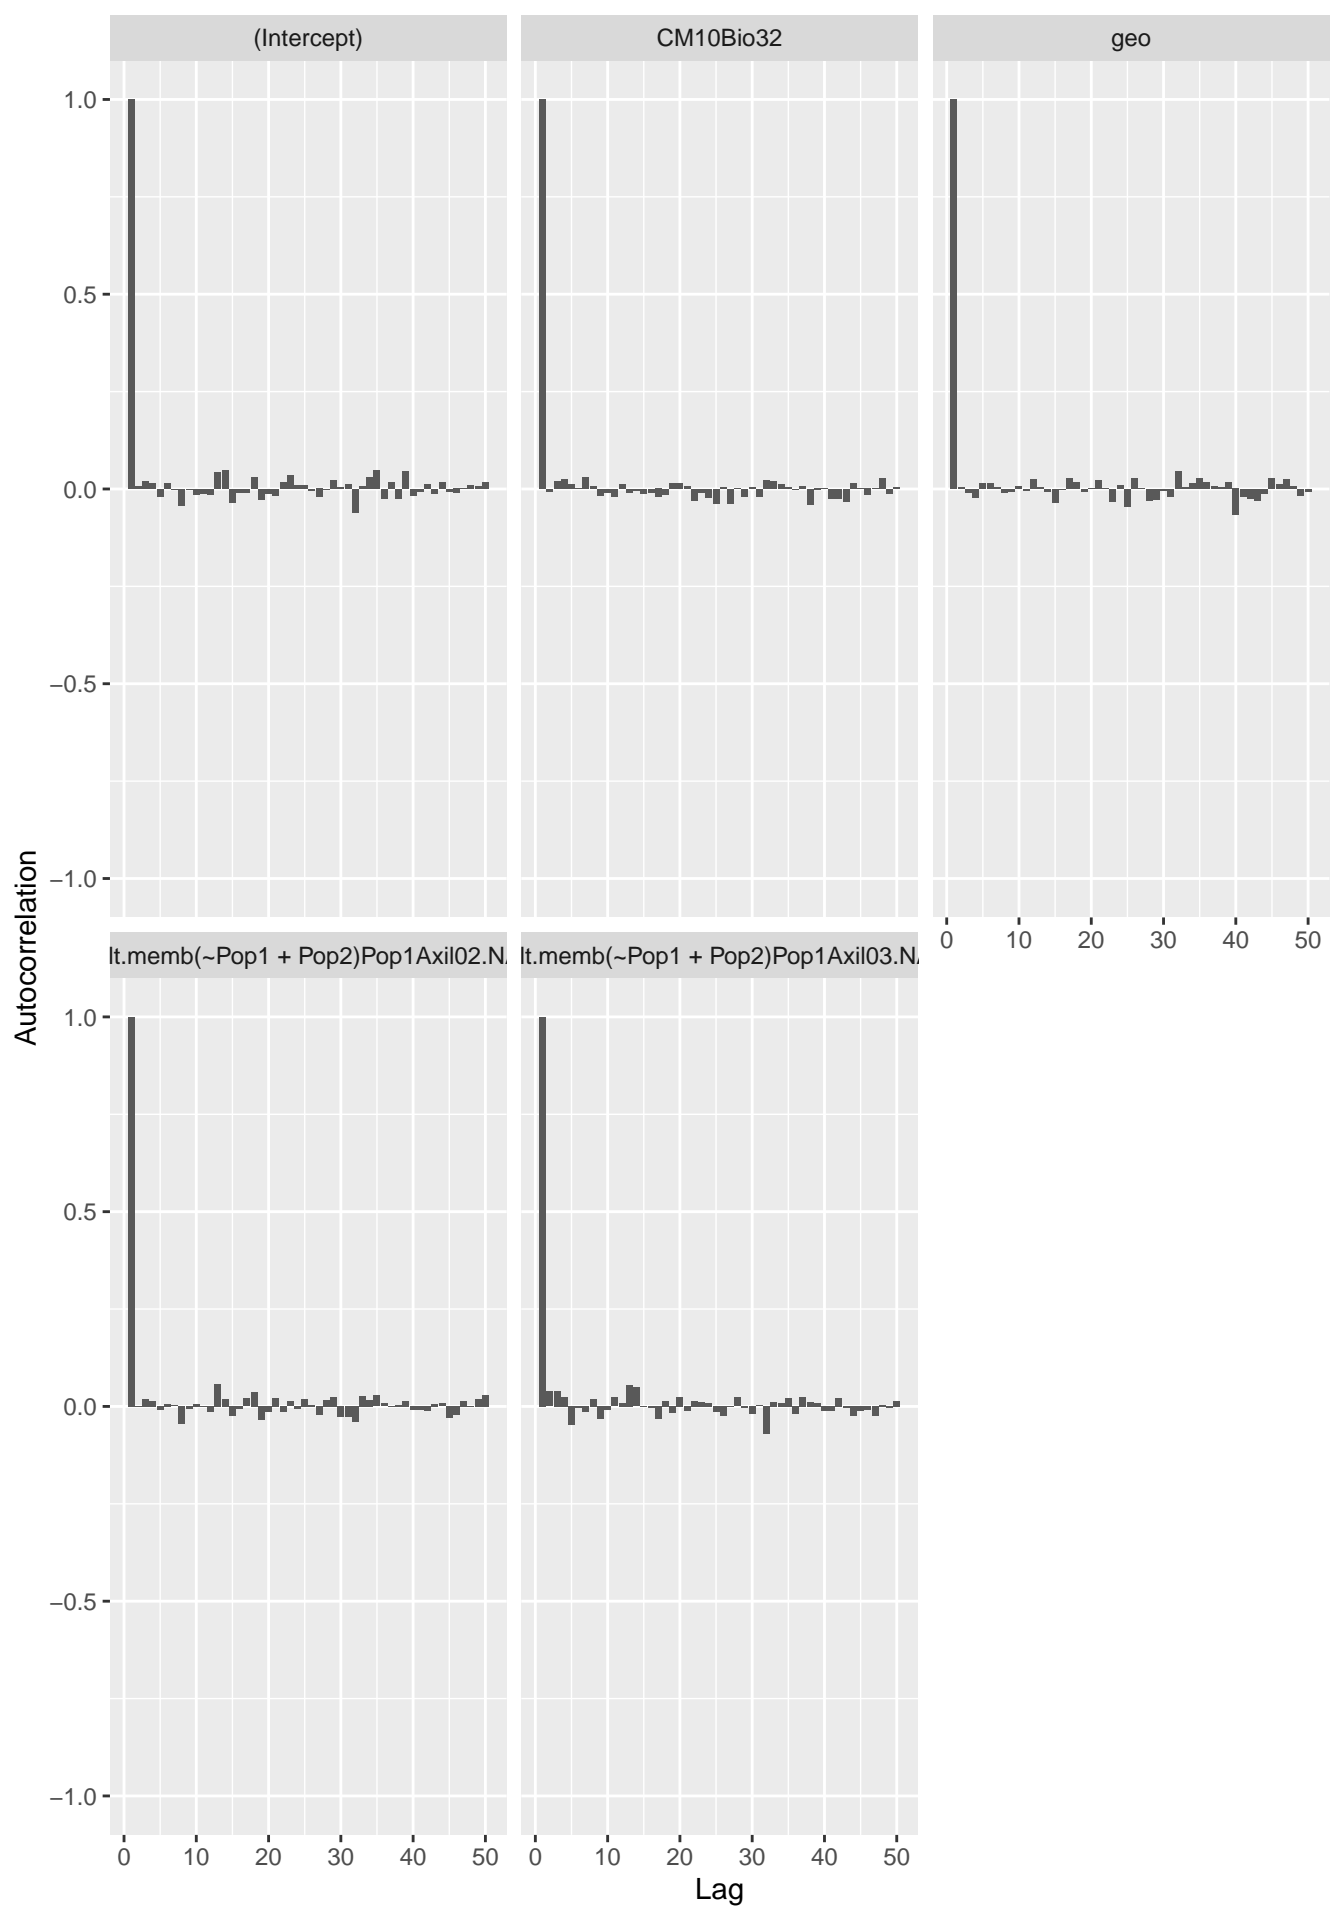 (Intercept) CM10Bio32 geo
1.0
0.5
0.0
−0.5
−1.0
0 10 20 30 40 50
lt.memb(~Pop1 + Pop2)Pop1Axil02.N lt.memb(~Pop1 + Pop2)Pop1Axil03.N
Autocorrelation
1.0
0.5
0.0
−0.5
−1.0
0 10 20 30 40 50 0 10 20 30 40 50
Lag